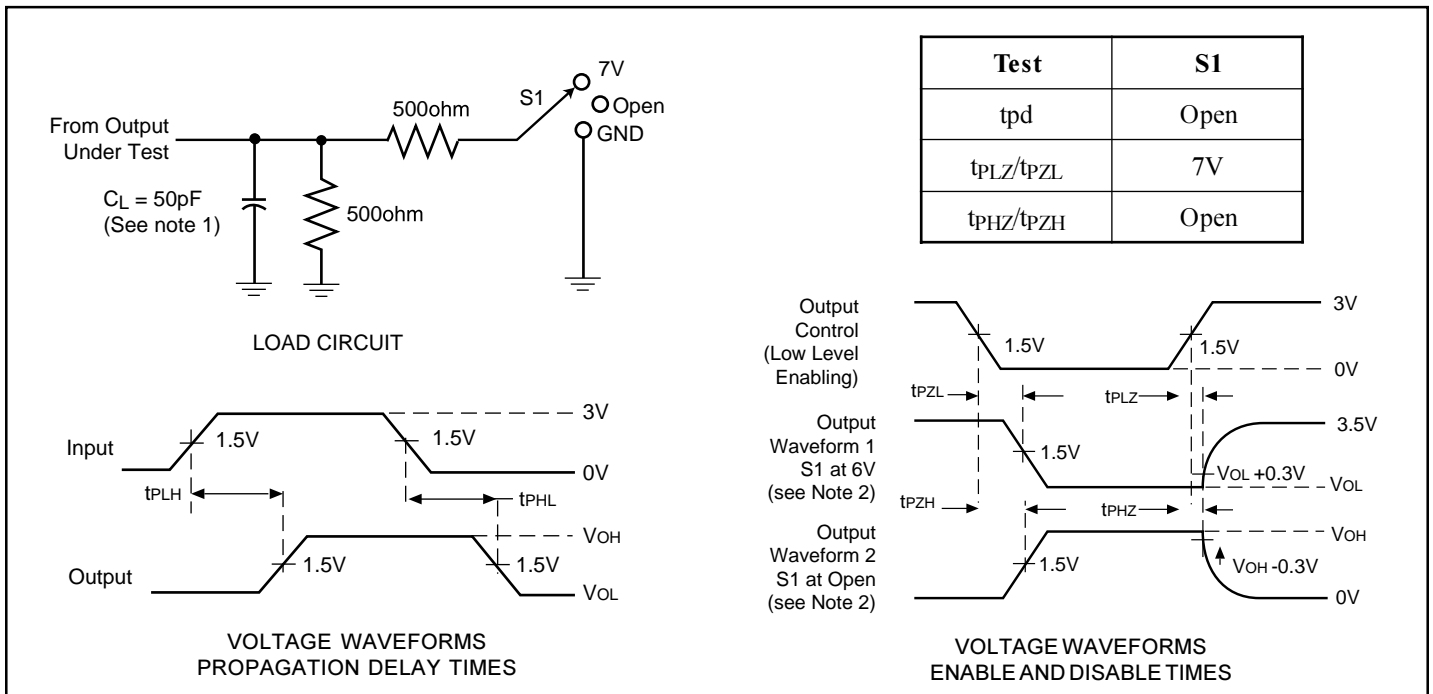 7V
S1
Open
500ohm
GND
From Output
Under Test
CL = 50pF
(See note 1)
500ohm
LOAD CIRCUIT
Test S1
tpd Open
tPLZ/tPZL 7V
tPHZ/tPZH Open
Input
1.5V
1.5V
3V
0V
tPLH
tPHL
Output
1.5V
1.5V
VOH
VOL
VOLTAGE WAVEFORMS
PROPAGATION DELAY TIMES
Output
Control
(Low Level
Enabling)
1.5V
1.5V
3V
0V
tPZL
tPLZ
Output
Waveform 1
S1 at 6V
(see Note 2)
1.5V
3.5V
VOL +0.3V
VOL
tPZH
tPHZ
Output
Waveform 2
S1 at Open
(see Note 2)
1.5V
VOH
VOH -0.3V
0V
VOLTAGE WAVEFORMS
ENABLE AND DISABLE TIMES